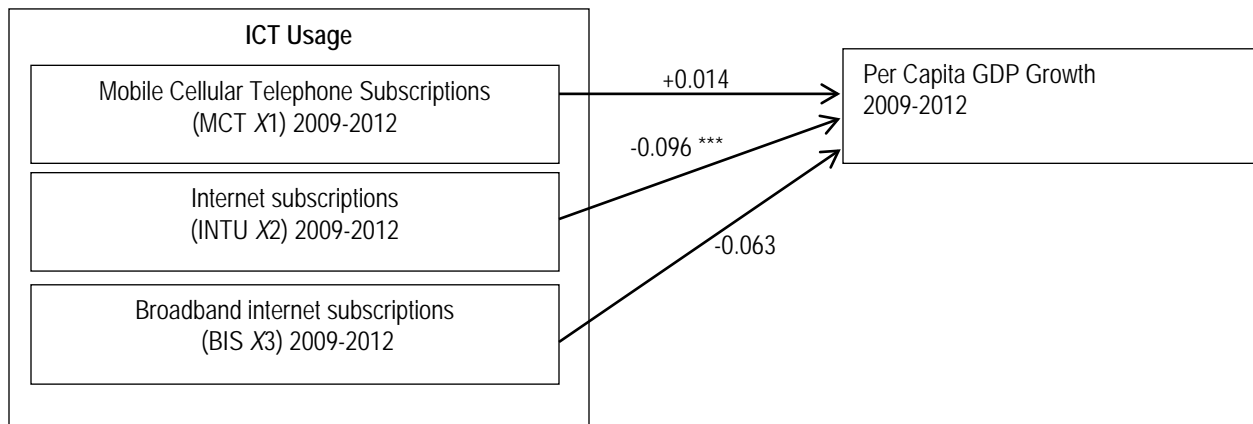 ICT Usage
Mobile Cellular Telephone Subscriptions
(MCT X1) 2009-2012
Internet subscriptions
(INTU X2) 2009-2012
Broadband internet subscriptions
(BIS X3) 2009-2012
+0.014
-0.096 ***
-0.063
Per Capita GDP Growth
2009-2012